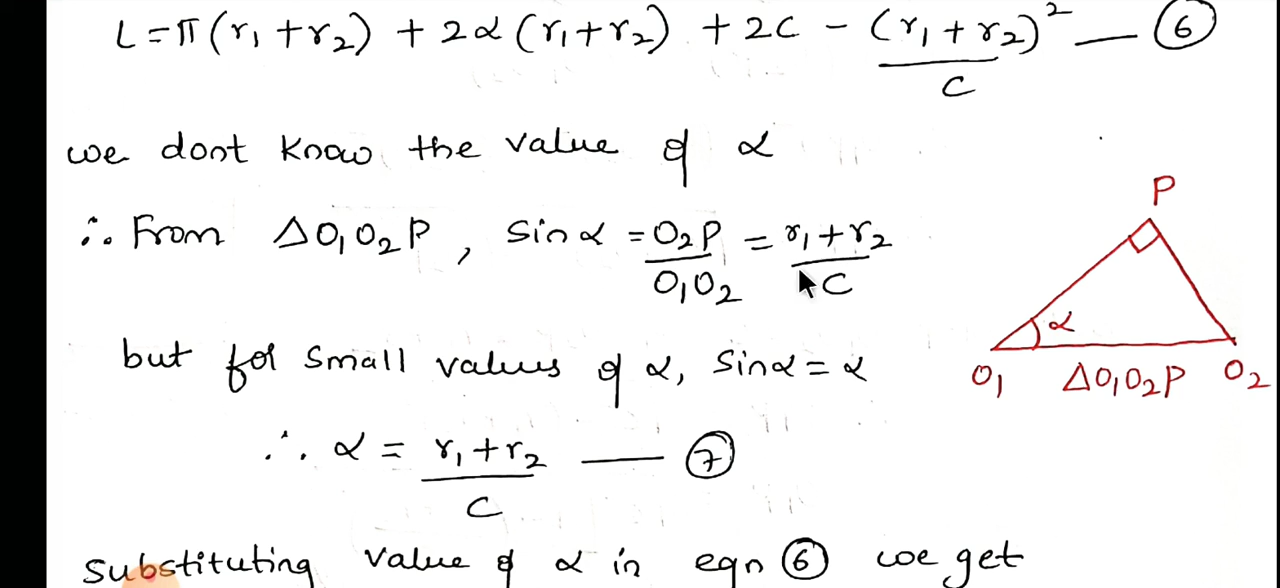 L = π (r₁ + r₂) + 2α (r₁ + r₂) + 2C - (r₁ + r₂)²/C — ⑥
we dont know the value of α
∴ From ΔO₁O₂P, Sinα = O₂P/O₁O₂ = r₁ + r₂/C
but for small values of α, Sinα = α
∴ α = r₁ + r₂/C — ⑦
substituting value of α in eqn ⑥ we get
P
α
O₁ ΔO₁O₂P O₂